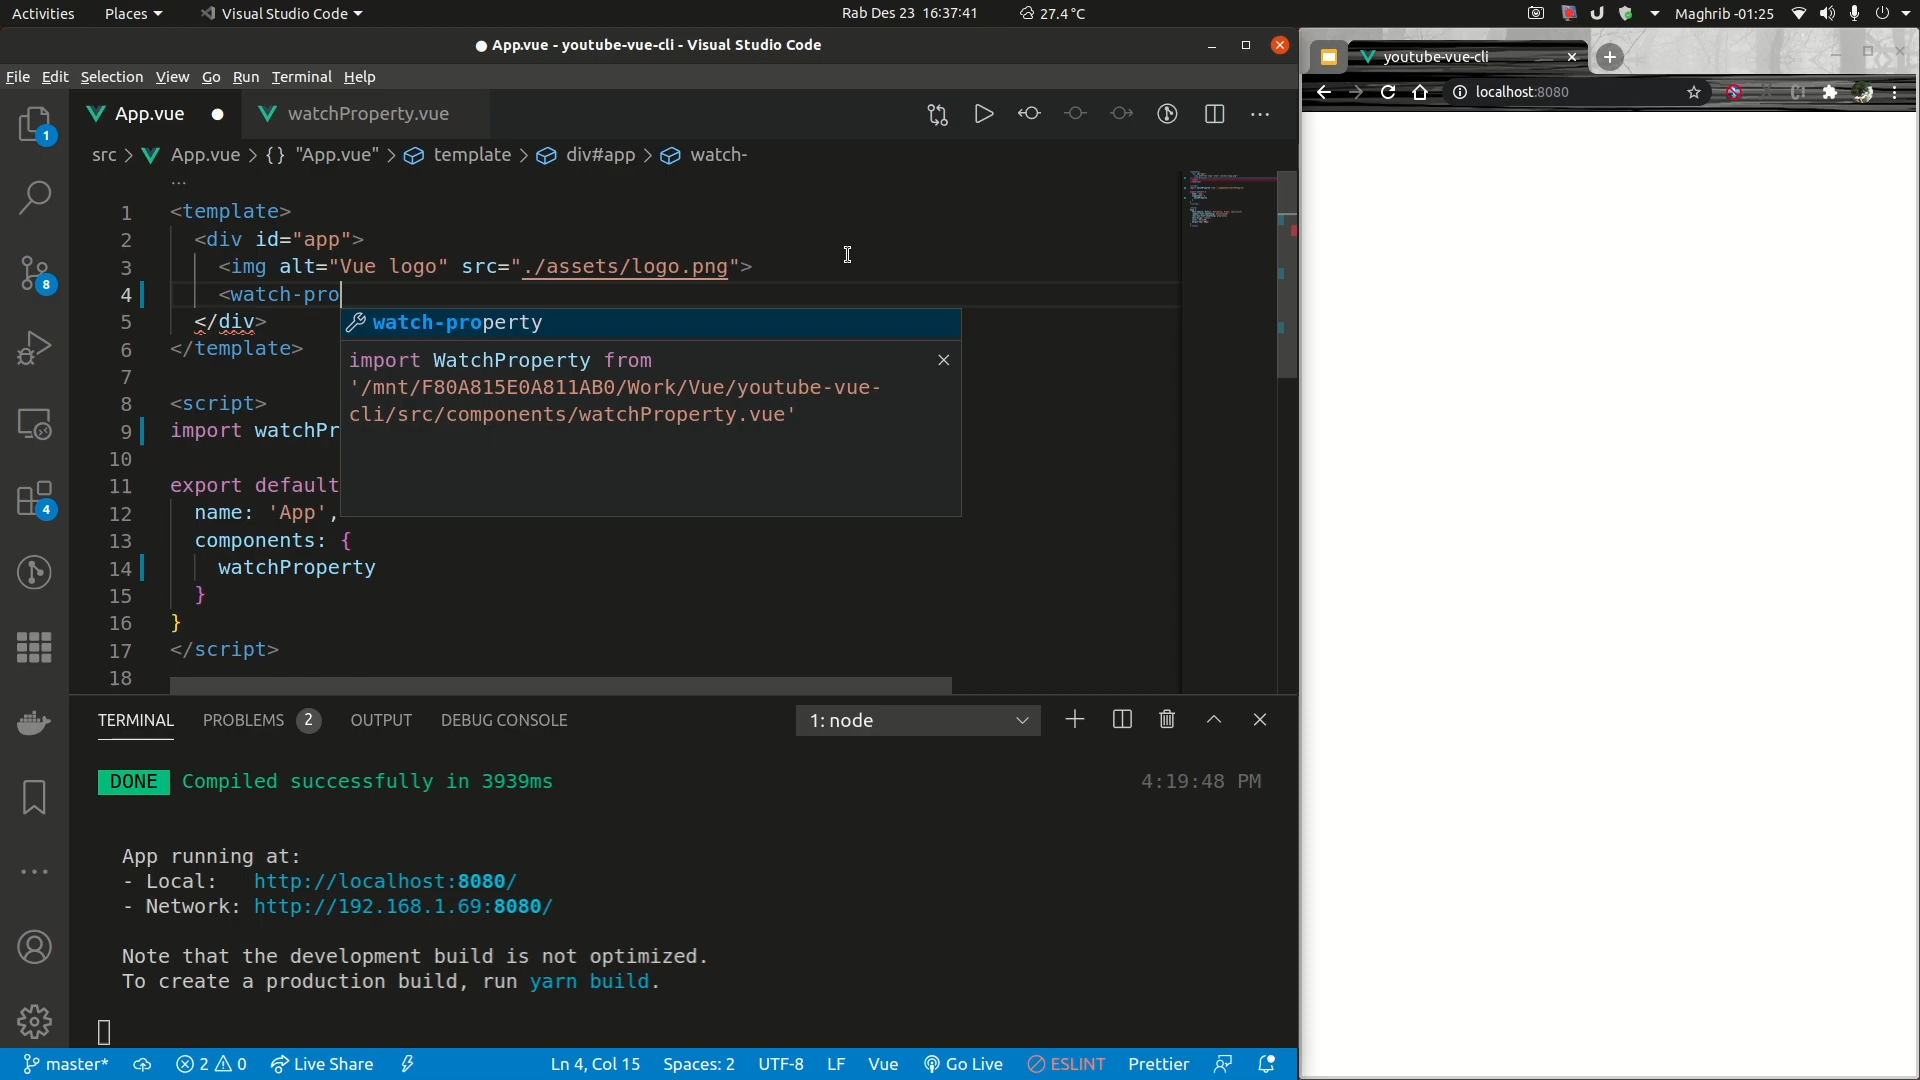 Activities Places Visual Studio Code Rab Des 23 16:37:41 27.4°C Maghrib -01:25
● App.vue - youtube-vue-cli - Visual Studio Code
File Edit Selection View Go Run Terminal Help
App.vue watchProperty.vue
src > App.vue > {} "App.vue" > template > div#app > watch-
...
1 <template>
2 <div id="app">
3 <img alt="Vue logo" src="./assets/logo.png">
4 <watch-pro
5 </div>
6 </template>
7
8 <script>
9 import watchPr
10
11 export default
12 name: 'App',
13 components: {
14 watchProperty
15 }
16 }
17 </script>
18
watch-property
import WatchProperty from
'/mnt/F80A815E0A811AB0/Work/Vue/youtube-vue-
cli/src/components/watchProperty.vue'
1
8
4
TERMINAL PROBLEMS 2 OUTPUT DEBUG CONSOLE 1: node
DONE Compiled successfully in 3939ms 4:19:48 PM
App running at:
- Local: http://localhost:8080/
- Network: http://192.168.1.69:8080/
Note that the development build is not optimized.
To create a production build, run yarn build.
master* 2 0 Live Share Ln 4, Col 15 Spaces: 2 UTF-8 LF Vue Go Live ESLINT Prettier
youtube-vue-cli
localhost:8080